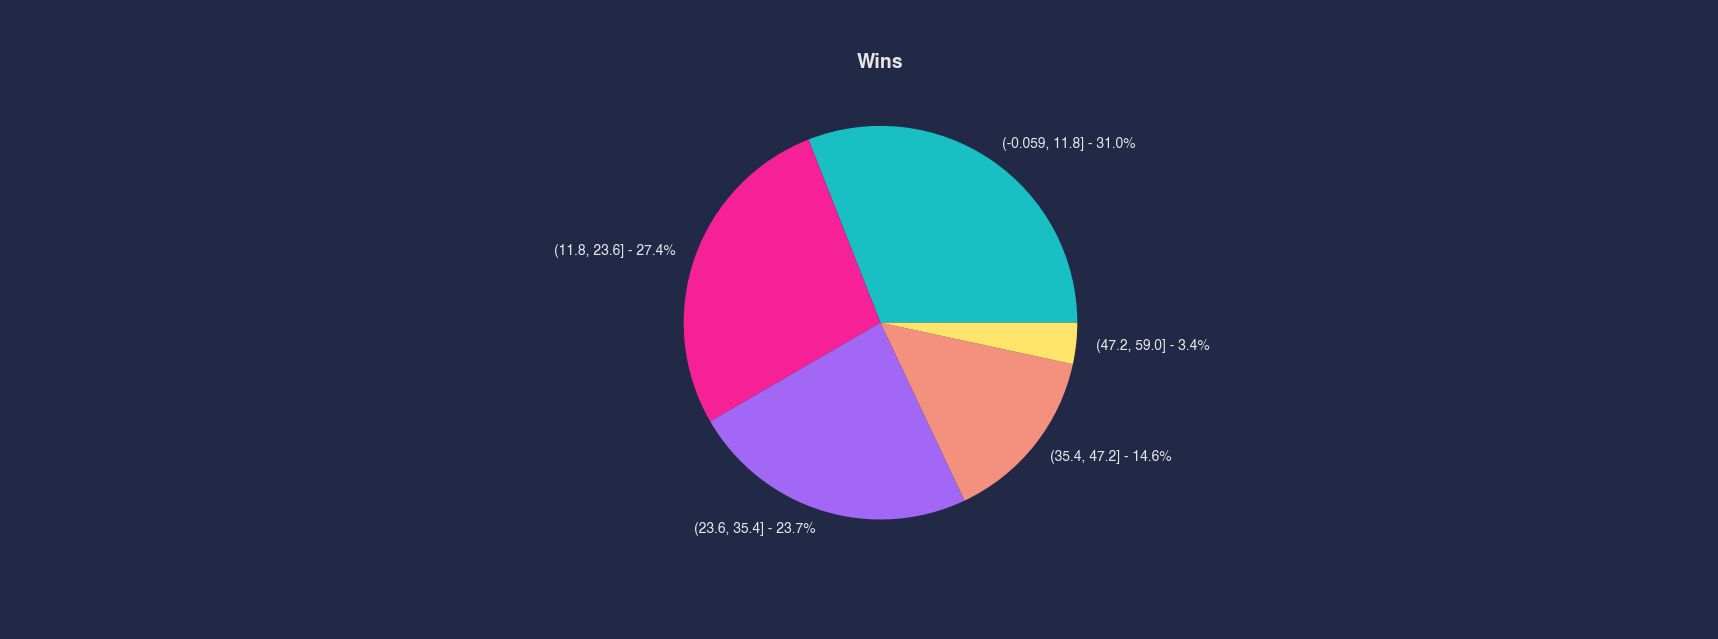 Wins
(-0.059, 11.8] - 31.0%
(11.8, 23.6] - 27.4%
(47.2, 59.0] - 3.4%
(35.4, 47.2] - 14.6%
(23.6, 35.4] - 23.7%